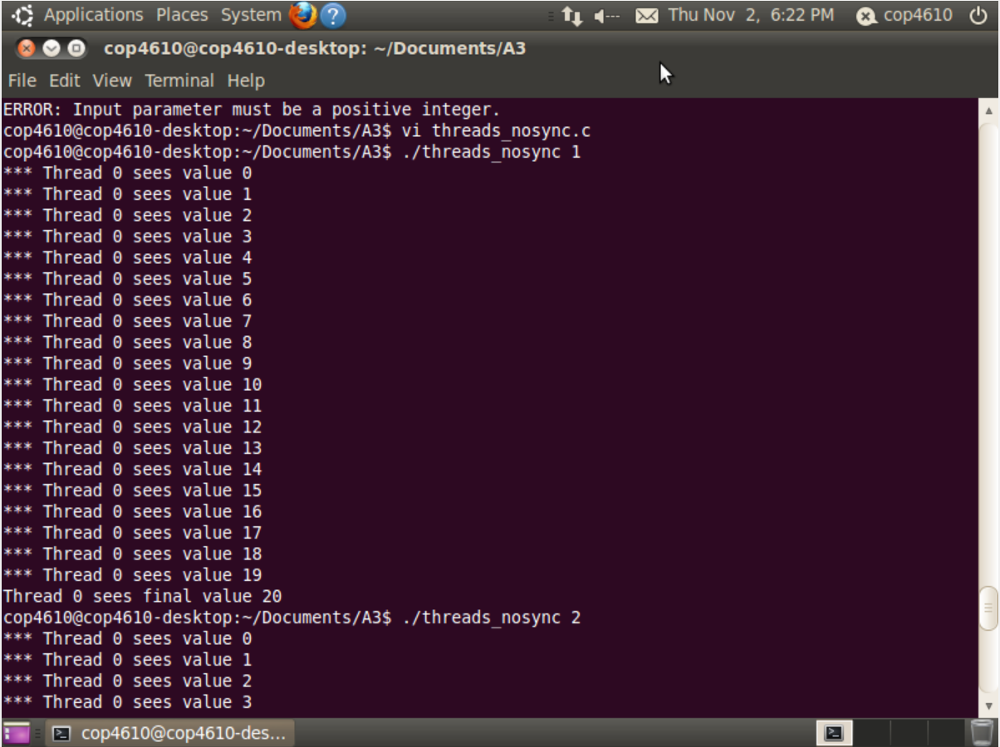 Applications Places System ? Thu Nov 2, 6:22 PM cop4610
cop4610@cop4610-desktop: ~/Documents/A3
File Edit View Terminal Help
ERROR: Input parameter must be a positive integer.
cop4610@cop4610-desktop:~/Documents/A3$ vi threads_nosync.c
cop4610@cop4610-desktop:~/Documents/A3$ ./threads_nosync 1
*** Thread 0 sees value 0
*** Thread 0 sees value 1
*** Thread 0 sees value 2
*** Thread 0 sees value 3
*** Thread 0 sees value 4
*** Thread 0 sees value 5
*** Thread 0 sees value 6
*** Thread 0 sees value 7
*** Thread 0 sees value 8
*** Thread 0 sees value 9
*** Thread 0 sees value 10
*** Thread 0 sees value 11
*** Thread 0 sees value 12
*** Thread 0 sees value 13
*** Thread 0 sees value 14
*** Thread 0 sees value 15
*** Thread 0 sees value 16
*** Thread 0 sees value 17
*** Thread 0 sees value 18
*** Thread 0 sees value 19
Thread 0 sees final value 20
cop4610@cop4610-desktop:~/Documents/A3$ ./threads_nosync 2
*** Thread 0 sees value 0
*** Thread 0 sees value 1
*** Thread 0 sees value 2
*** Thread 0 sees value 3
cop4610@cop4610-des...